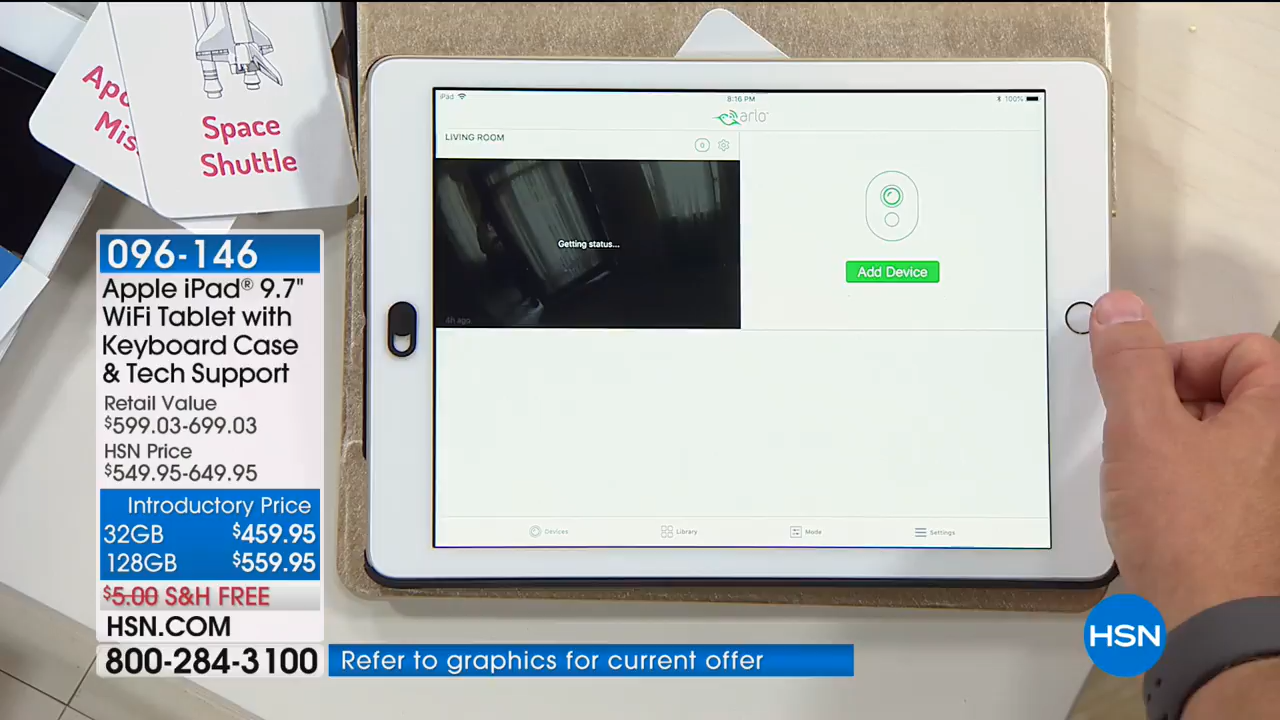 Apo
Mis
Space
Shuttle
iPad
8:16 PM
100%
arlo
LIVING ROOM
0
Getting status...
4h ago
Add Device
Devices
Library
Mode
Settings
096-146
Apple iPad® 9.7"
WiFi Tablet with
Keyboard Case
& Tech Support
Retail Value
$599.03-699.03
HSN Price
$549.95-649.95
Introductory Price
32GB $459.95
128GB $559.95
$5.00 S&H FREE
HSN.COM
800-284-3100
Refer to graphics for current offer
HSN